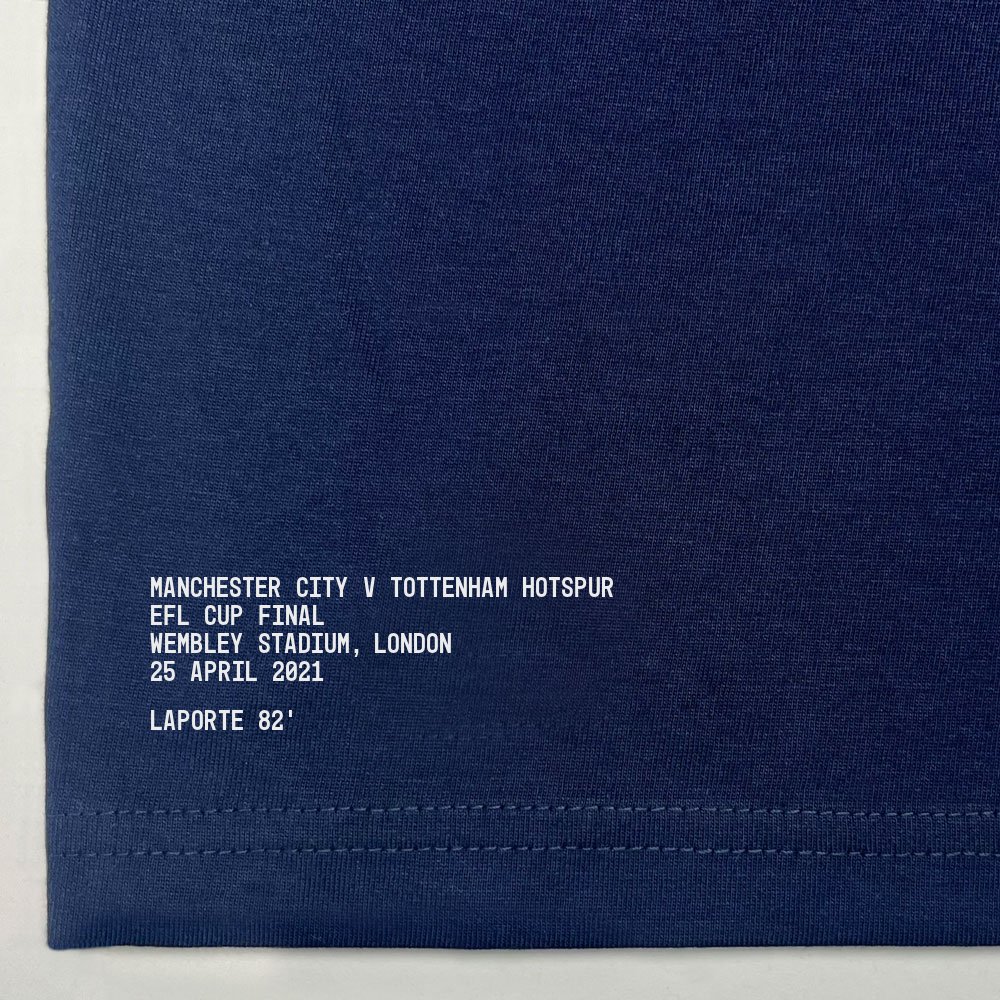 MANCHESTER CITY V TOTTENHAM HOTSPUR
EFL CUP FINAL
WEMBLEY STADIUM, LONDON
25 APRIL 2021
LAPORTE 82'